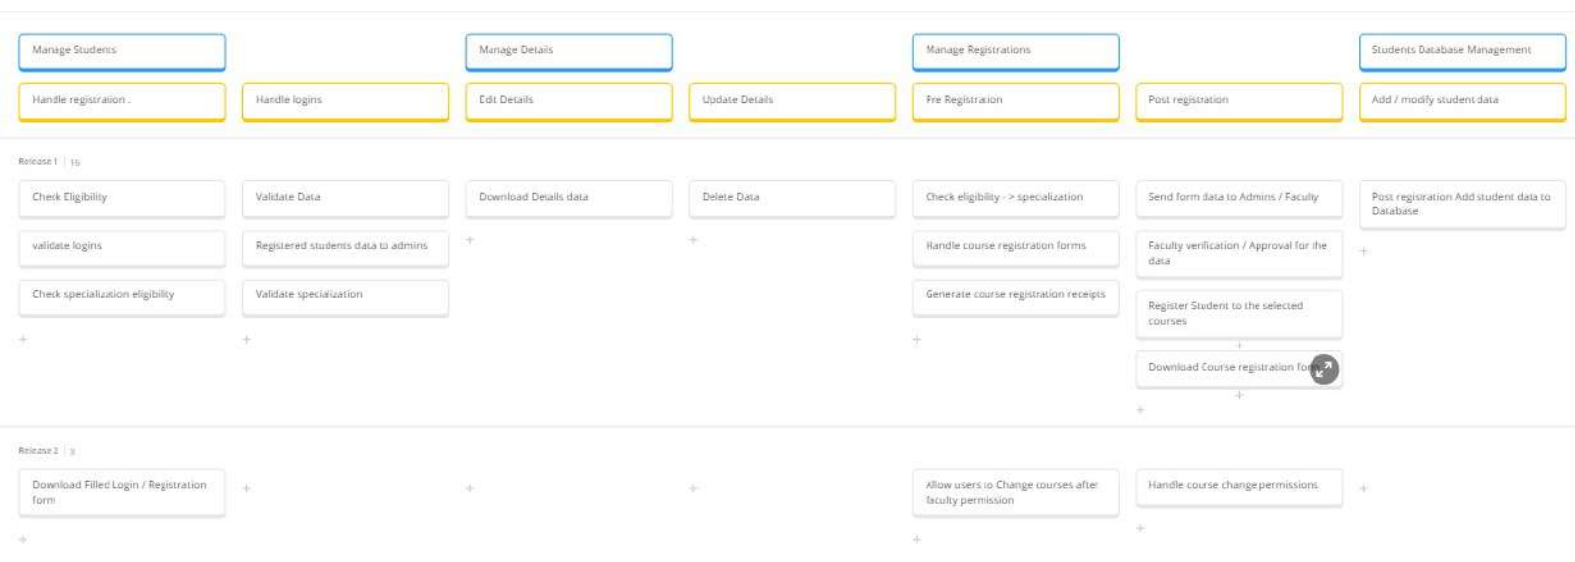 Manage Students
Manage Details
Manage Registrations
Students Database Management
Handle registration .
Handle logins
Edit Details
Update Details
Pre Registration
Post registration
Add / modify student data
Release 1 | 16
Check Eligibility
Validate Data
Download Details data
Delete Data
Check eligibility - > specialization
Send form data to Admins / Faculty
Post registration Add student data to
Database
validate logins
Registered students data to admins
Handle course registration forms
Faculty verification / Approval for the
data
Check specialization eligibility
Validate specialization
Generate course registration receipts
Register Student to the selected
courses
Download Course registration
Release 2 | 3
Download Filled Login / Registration
form
Allow users to Change courses after
faculty permission
Handle course change permissions